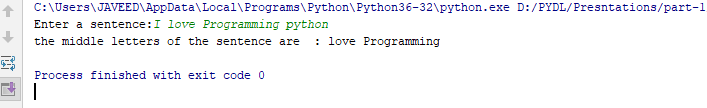 C:\Users\JAVEED\AppData\Local\Programs\Python\Python36-32\python.exe D:/PYDL/Presntations/part-1
Enter a sentence:I love Programming python
the middle letters of the sentence are  : love Programming
Process finished with exit code 0